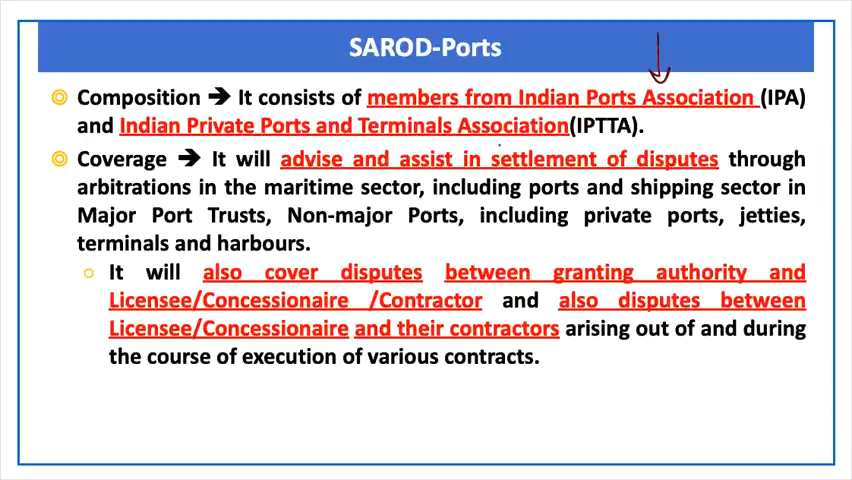 SAROD-Ports
Composition ➔ It consists of members from Indian Ports Association (IPA)
and Indian Private Ports and Terminals Association(IPTTA).
Coverage ➔ It will advise and assist in settlement of disputes through
arbitrations in the maritime sector, including ports and shipping sector in
Major Port Trusts, Non-major Ports, including private ports, jetties,
terminals and harbours.
It will also cover disputes between granting authority and
Licensee/Concessionaire /Contractor and also disputes between
Licensee/Concessionaire and their contractors arising out of and during
the course of execution of various contracts.